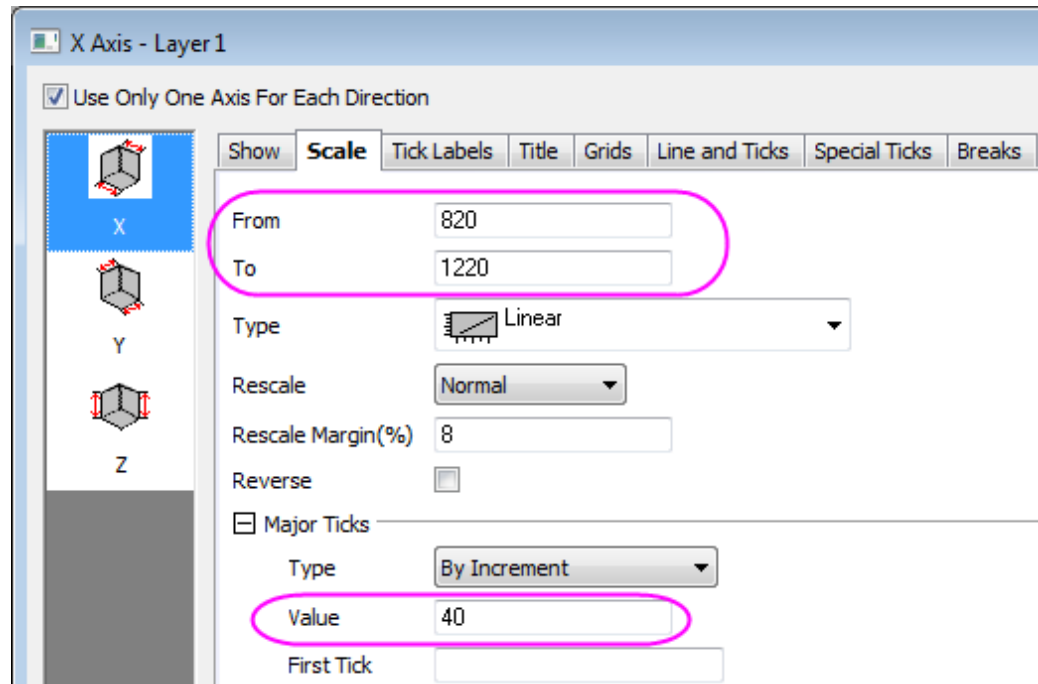 X Axis - Layer 1
Use Only One Axis For Each Direction
Show Scale Tick Labels Title Grids Line and Ticks Special Ticks Breaks
X
From 820
To 1220
Type Linear
Y
Rescale Normal
Rescale Margin(%) 8
Z
Reverse
Major Ticks
Type By Increment
Value 40
First Tick